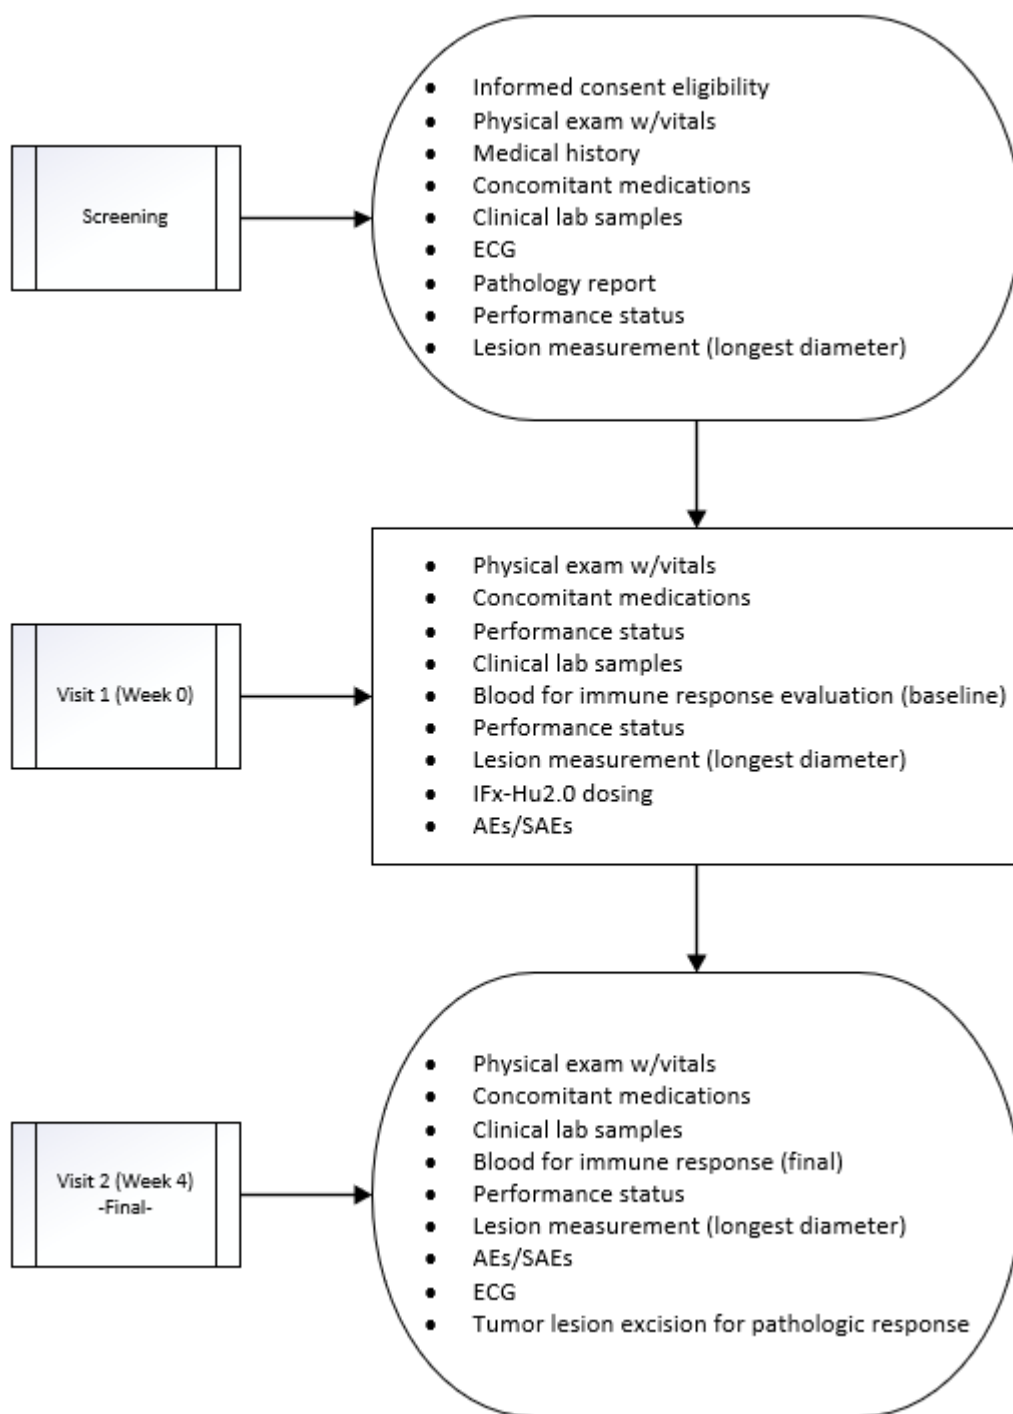 Screening
• Informed consent eligibility
• Physical exam w/vitals
• Medical history
• Concomitant medications
• Clinical lab samples
• ECG
• Pathology report
• Performance status
• Lesion measurement (longest diameter)
Visit 1 (Week 0)
• Physical exam w/vitals
• Concomitant medications
• Performance status
• Clinical lab samples
• Blood for immune response evaluation (baseline)
• Performance status
• Lesion measurement (longest diameter)
• IFx-Hu2.0 dosing
• AEs/SAEs
Visit 2 (Week 4)
-Final-
• Physical exam w/vitals
• Concomitant medications
• Clinical lab samples
• Blood for immune response (final)
• Performance status
• Lesion measurement (longest diameter)
• AEs/SAEs
• ECG
• Tumor lesion excision for pathologic response